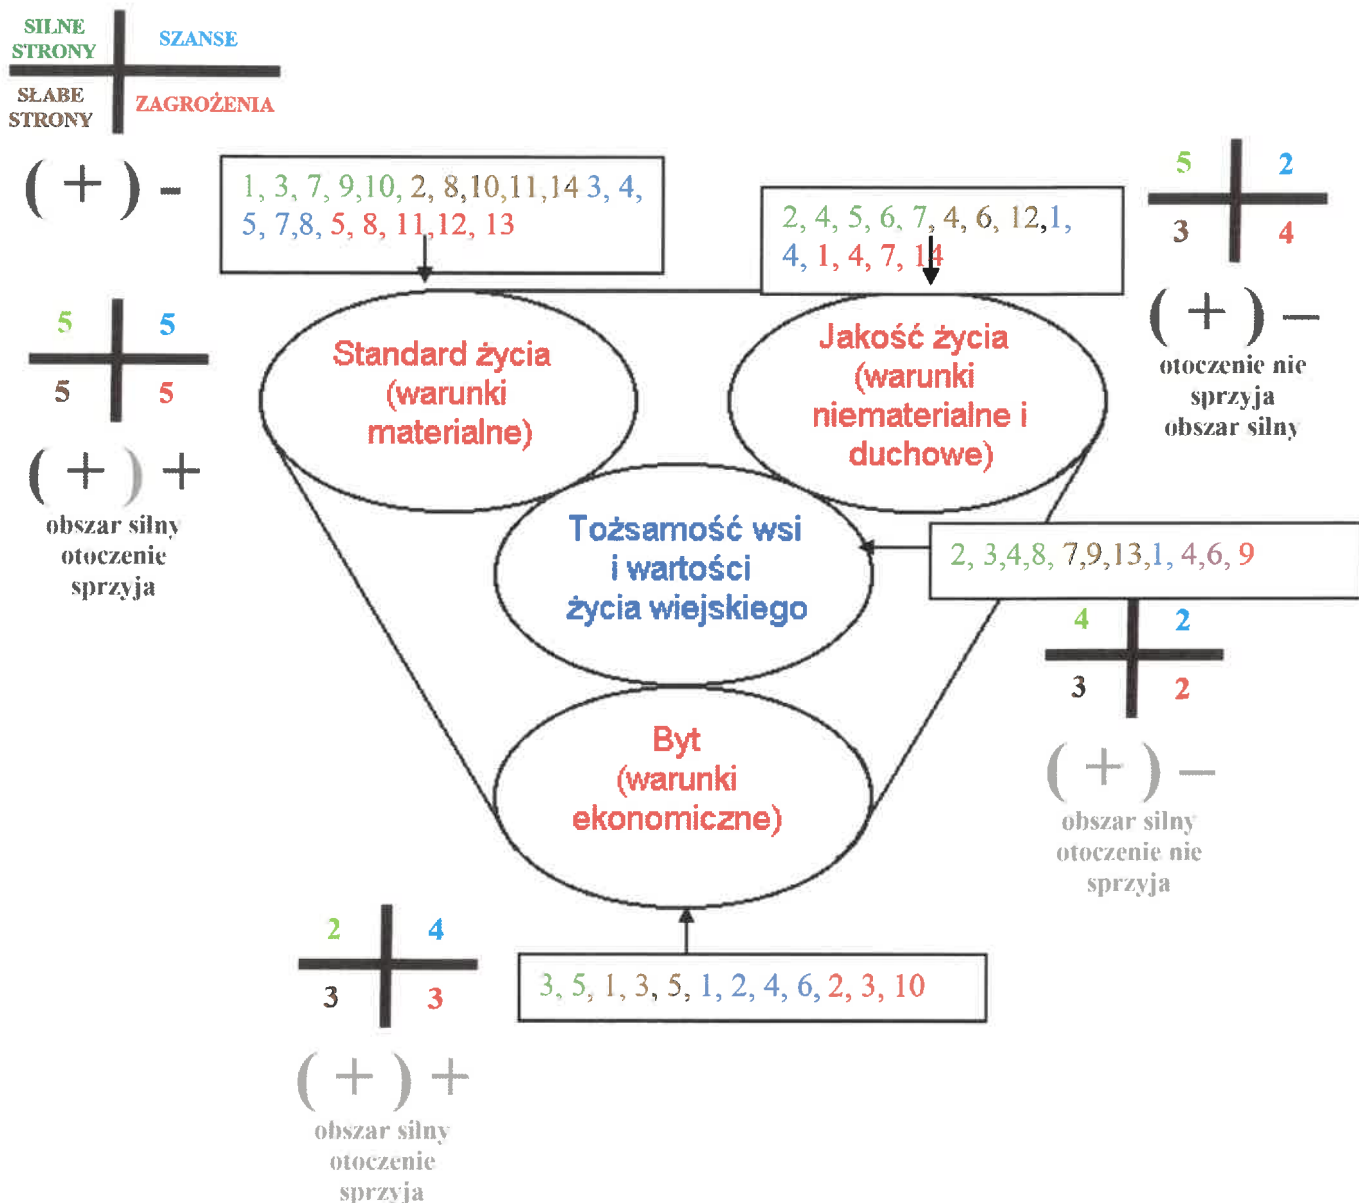 SILNE STRONY
SZANSE
SŁABE STRONY
ZAGROŻENIA
( + ) -
1, 3, 7, 9,10, 2, 8,10,11,14 3, 4,
5, 7,8, 5, 8, 11,12, 13
2, 4, 5, 6, 7, 4, 6, 12,1,
4, 1, 4, 7, 14
5 2
3 4
( + ) –
otoczenie nie
sprzyja
obszar silny
5 5
5 5
( + ) +
obszar silny
otoczenie
sprzyja
Standard życia
(warunki
materialne)
Jakość życia
(warunki
niematerialne i
duchowe)
Tożsamość wsi
i wartości
życia wiejskiego
2, 3,4,8, 7,9,13,1, 4,6, 9
4 2
3 2
( + ) –
obszar silny
otoczenie nie
sprzyja
Byt
(warunki
ekonomiczne)
2 4
3 3
3, 5, 1, 3, 5, 1, 2, 4, 6, 2, 3, 10
( + ) +
obszar silny
otoczenie
sprzyja